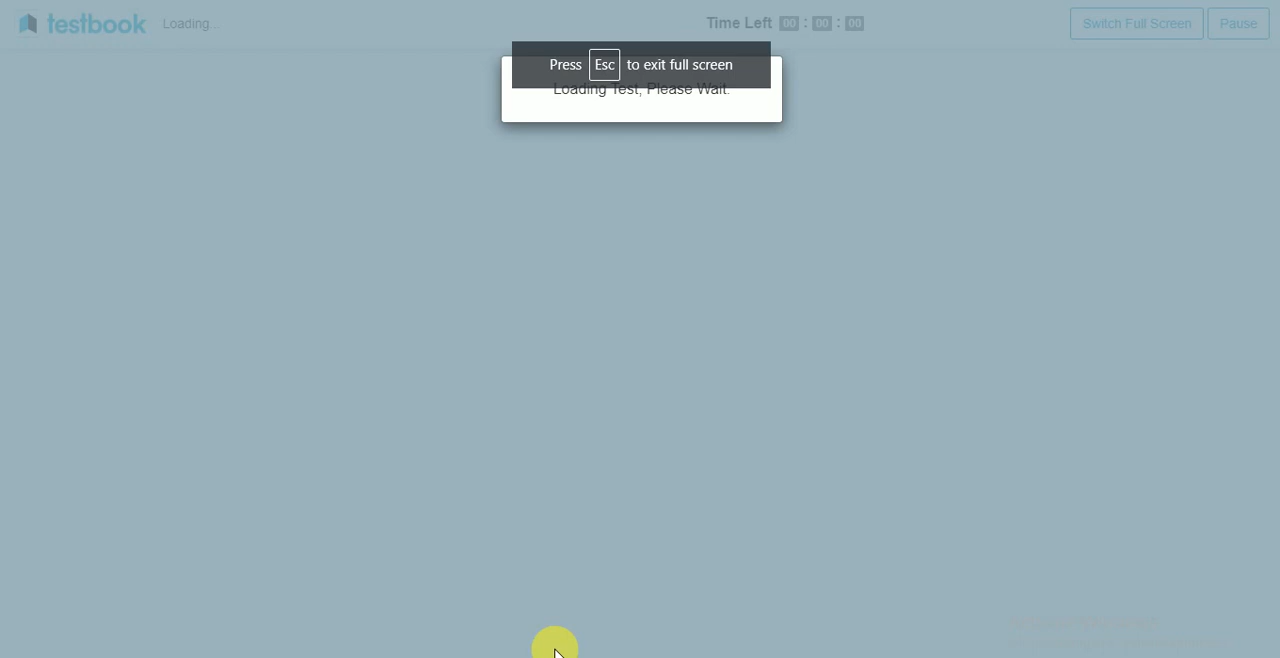 testbook Loading... Time Left 00 : 00 : 00 Switch Full Screen Pause
Press Esc to exit full screen
Loading Test, Please Wait.